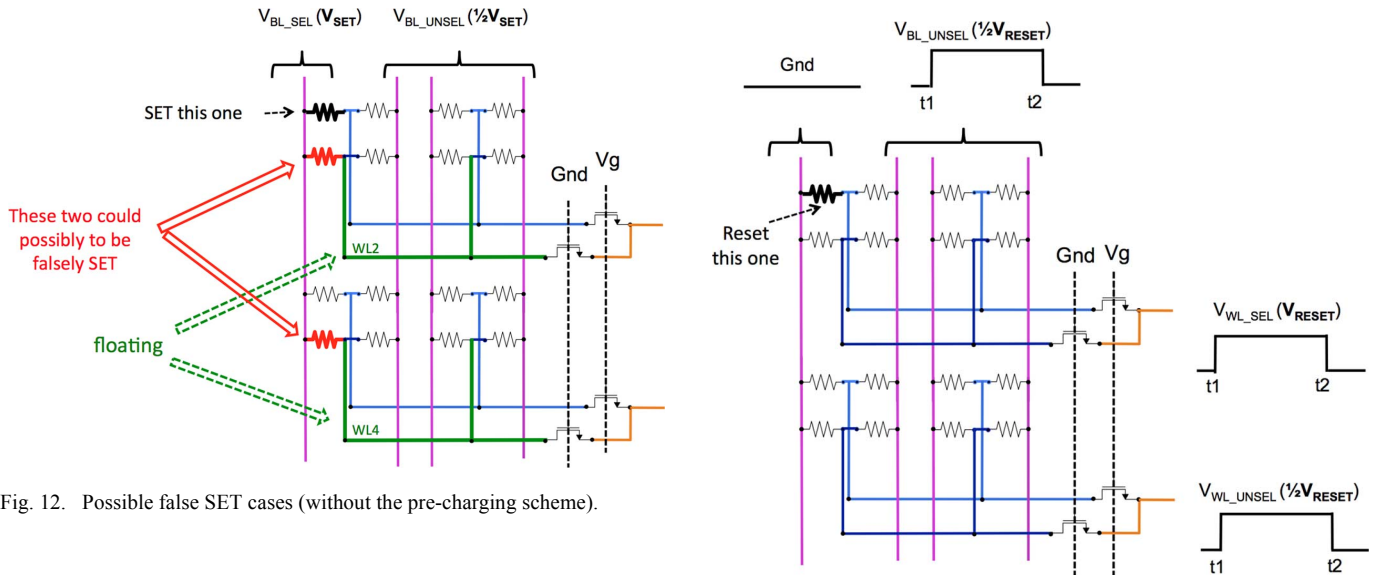 V_BL_SEL (V_SET)
V_BL_UNSEL (½V_SET)
SET this one
Gnd
Vg
These two could
possibly to be
falsely SET
WL2
floating
WL4
Fig. 12. Possible false SET cases (without the pre-charging scheme).
V_BL_UNSEL (½V_RESET)
Gnd
t1
t2
Reset
this one
Gnd
Vg
V_WL_SEL (V_RESET)
t1
t2
V_WL_UNSEL (½V_RESET)
t1
t2